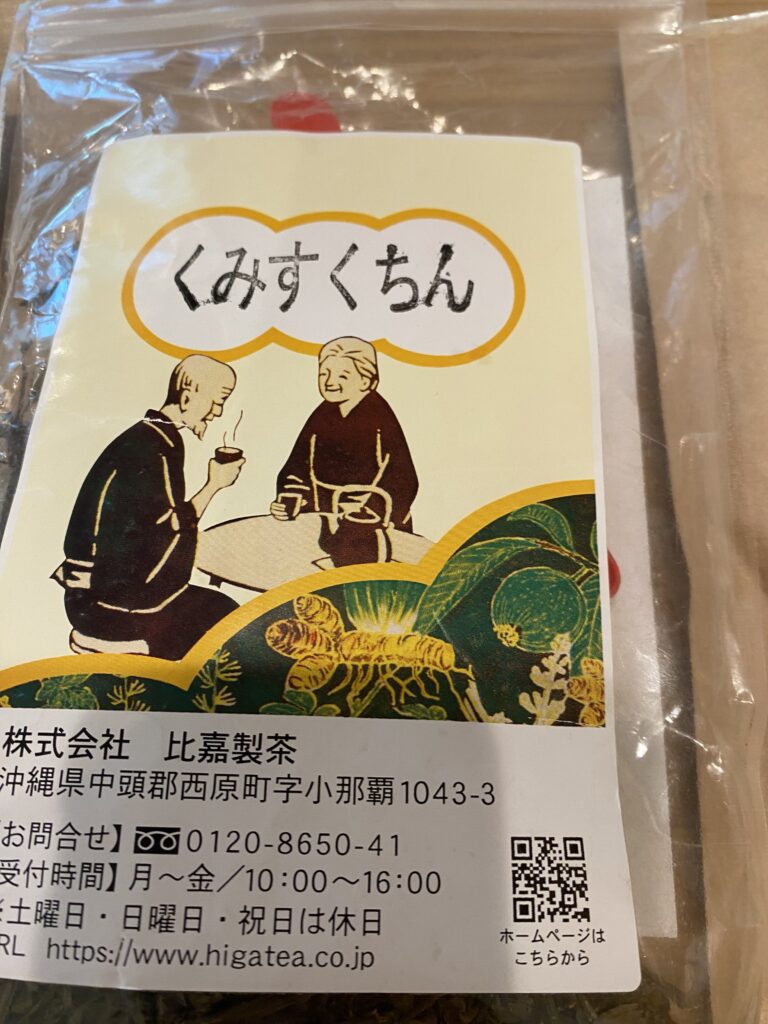 くみすくちん
株式会社 比嘉製茶
沖縄県中頭郡西原町字小那覇1043-3
お問合せ】 0120-8650-41
受付時間】月～金／10:00～16:00
※土曜日・日曜日・祝日は休日
RL https://www.higatea.co.jp
ホームページは
こちらから